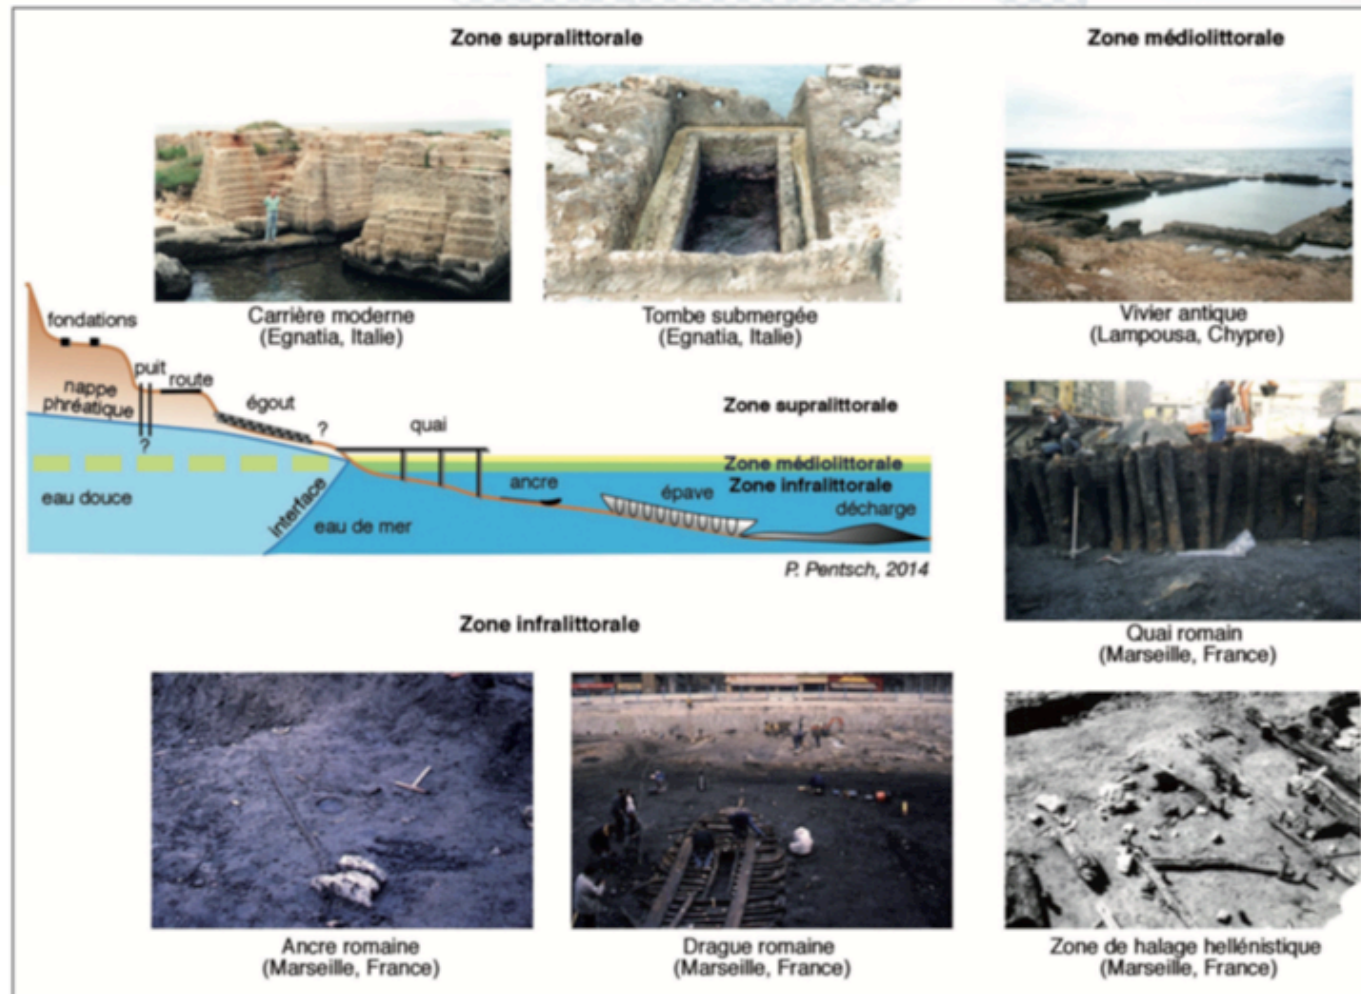 Zone supralittorale
Zone médiolittorale
Carrière moderne
(Egnatia, Italie)
Tombe submergée
(Egnatia, Italie)
Vivier antique
(Lampousa, Chypre)
fondations
puit
route
nappe
phréatique
égout
?
?
quai
Zone supralittorale
Zone médiolittorale
Zone infralittorale
eau douce
interface
eau de mer
ancre
épave
décharge
P. Pentsch, 2014
Quai romain
(Marseille, France)
Zone infralittorale
Ancre romaine
(Marseille, France)
Drague romaine
(Marseille, France)
Zone de halage hellénistique
(Marseille, France)